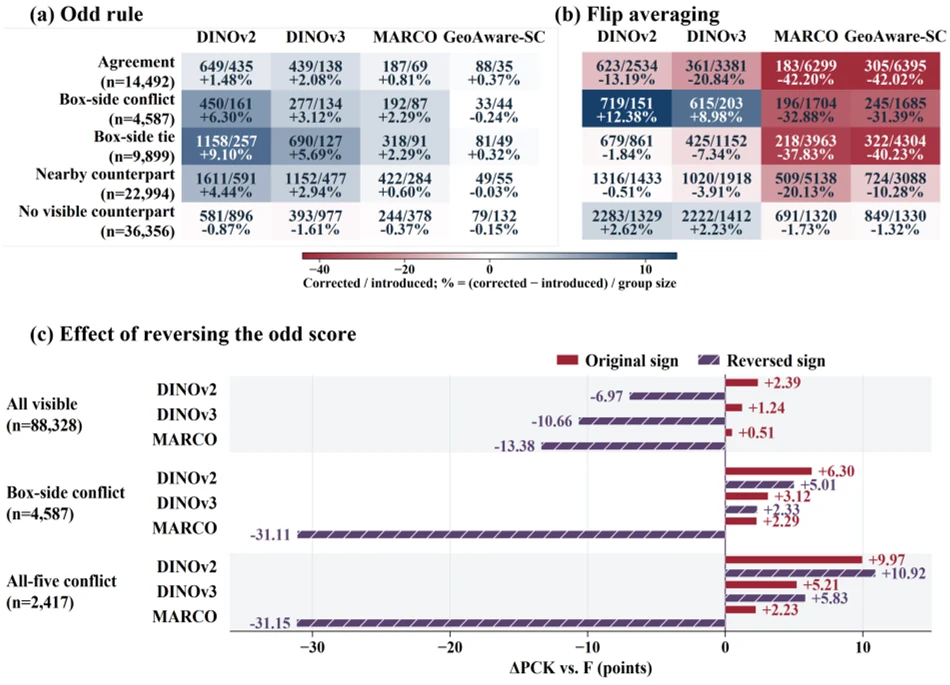 (a) Odd rule
(b) Flip averaging
DINOv2 DINOv3 MARCO GeoAware-SC
DINOv2 DINOv3 MARCO GeoAware-SC
Agreement
(n=14,492)
649/435 439/138 187/69 88/35
+1.48% +2.08% +0.81% +0.37%
623/2534 361/3381 183/6299 305/6395
-13.19% -20.84% -42.20% -42.02%
Box-side conflict
(n=4,587)
450/161 277/134 192/87 33/44
+6.30% +3.12% +2.29% -0.24%
719/151 615/203 196/1704 245/1685
+12.38% +8.98% -32.88% -31.39%
Box-side tie
(n=9,899)
1158/257 690/127 318/91 81/49
+9.10% +5.69% +2.29% +0.32%
679/861 425/1152 218/3963 322/4304
-1.84% -7.34% -37.83% -40.23%
Nearby counterpart
(n=22,994)
1611/591 1152/477 422/284 49/55
+4.44% +2.94% +0.60% -0.03%
1316/1433 1020/1918 509/5138 724/3088
-0.51% -3.91% -20.13% -10.28%
No visible counterpart
(n=36,356)
581/896 393/977 244/378 79/132
-0.87% -1.61% -0.37% -0.15%
2283/1329 2222/1412 691/1320 849/1330
+2.62% +2.23% -1.73% -1.32%
−40 −20 0 10
Corrected / introduced; % = (corrected − introduced) / group size
(c) Effect of reversing the odd score
Original sign Reversed sign
All visible
(n=88,328)
DINOv2
+2.39
-6.97
DINOv3
+1.24
-10.66
MARCO
+0.51
-13.38
Box-side conflict
(n=4,587)
DINOv2
+6.30
+5.01
DINOv3
+3.12
+2.33
MARCO
+2.29
-31.11
All-five conflict
(n=2,417)
DINOv2
+9.97
+10.92
DINOv3
+5.21
+5.83
MARCO
+2.23
-31.15
−30 −20 −10 0 10
ΔPCK vs. F (points)